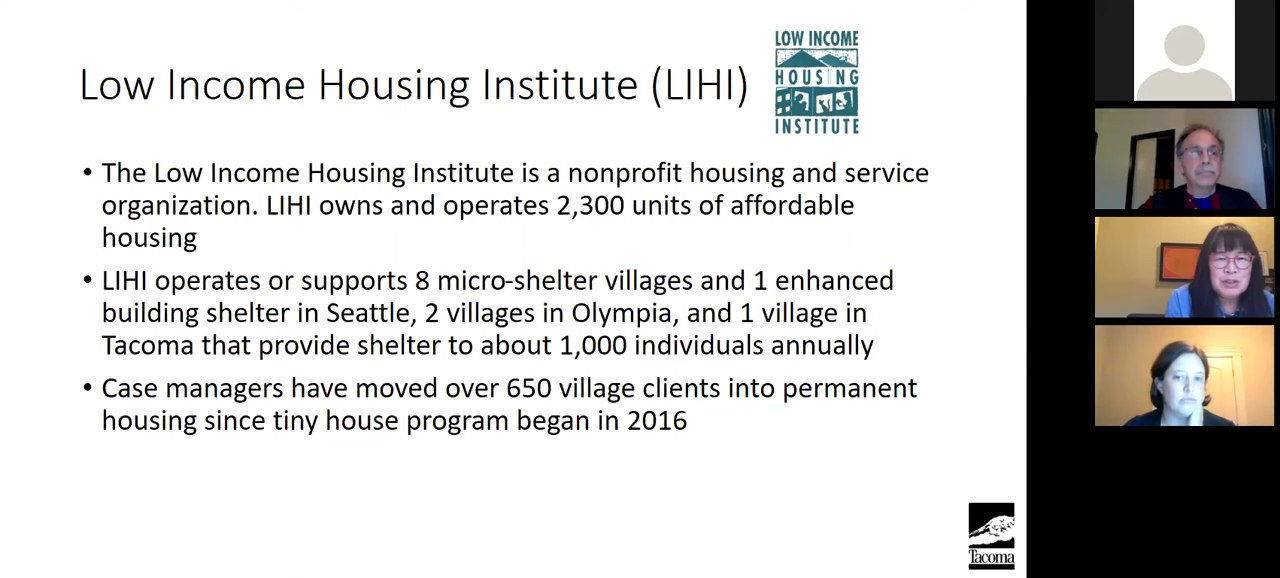 Low Income Housing Institute (LIHI)
LOW INCOME
HOUSING
INSTITUTE
• The Low Income Housing Institute is a nonprofit housing and service
organization. LIHI owns and operates 2,300 units of affordable
housing
• LIHI operates or supports 8 micro-shelter villages and 1 enhanced
building shelter in Seattle, 2 villages in Olympia, and 1 village in
Tacoma that provide shelter to about 1,000 individuals annually
• Case managers have moved over 650 village clients into permanent
housing since tiny house program began in 2016
Tacoma